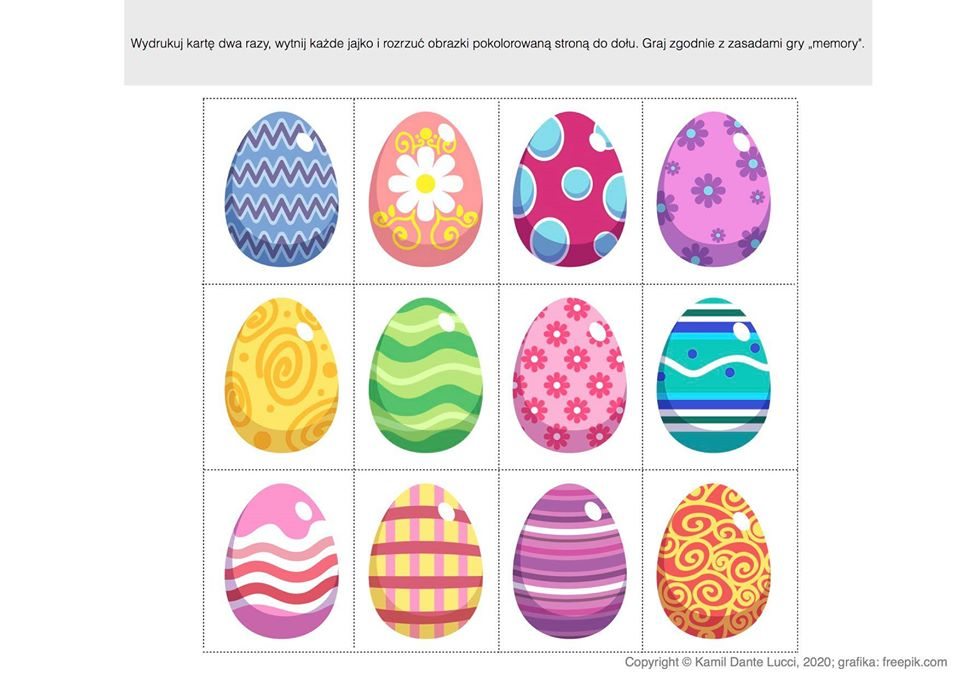 Wydrukuj kartę dwa razy, wytnij każde jajko i rozrzuć obrazki pokolorowaną stroną do dołu. Graj zgodnie z zasadami gry „memory".
Copyright © Kamil Dante Lucci, 2020; grafika: freepik.com